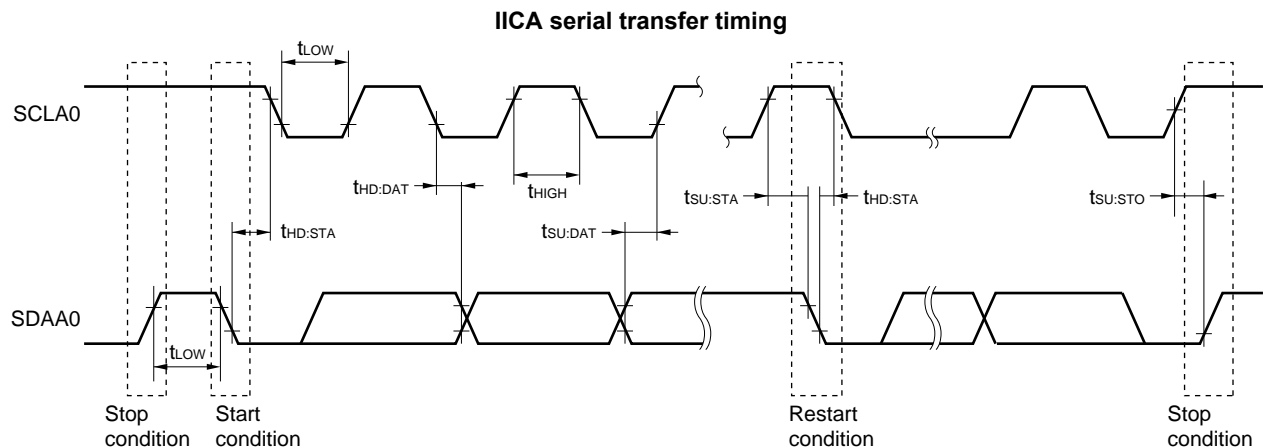 IICA serial transfer timing
tLOW
SCLA0
tHD:DAT
tHIGH
tSU:STA
tHD:STA
tSU:STO
tHD:STA
tSU:DAT
SDAA0
tLOW
Stop
condition
Start
condition
Restart
condition
Stop
condition